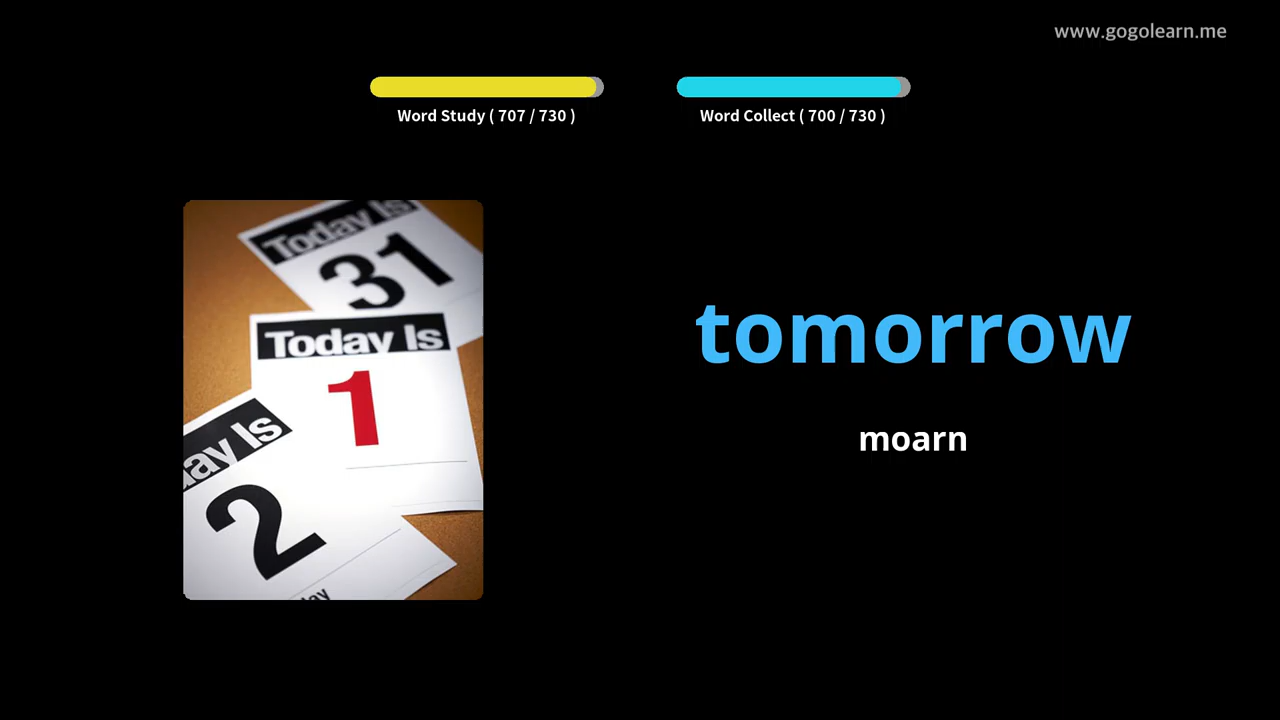 www.gogolearn.me
Word Study ( 707 / 730 )
Word Collect ( 700 / 730 )
Today Is
31
Today Is
1
ay Is
2
tomorrow
moarn